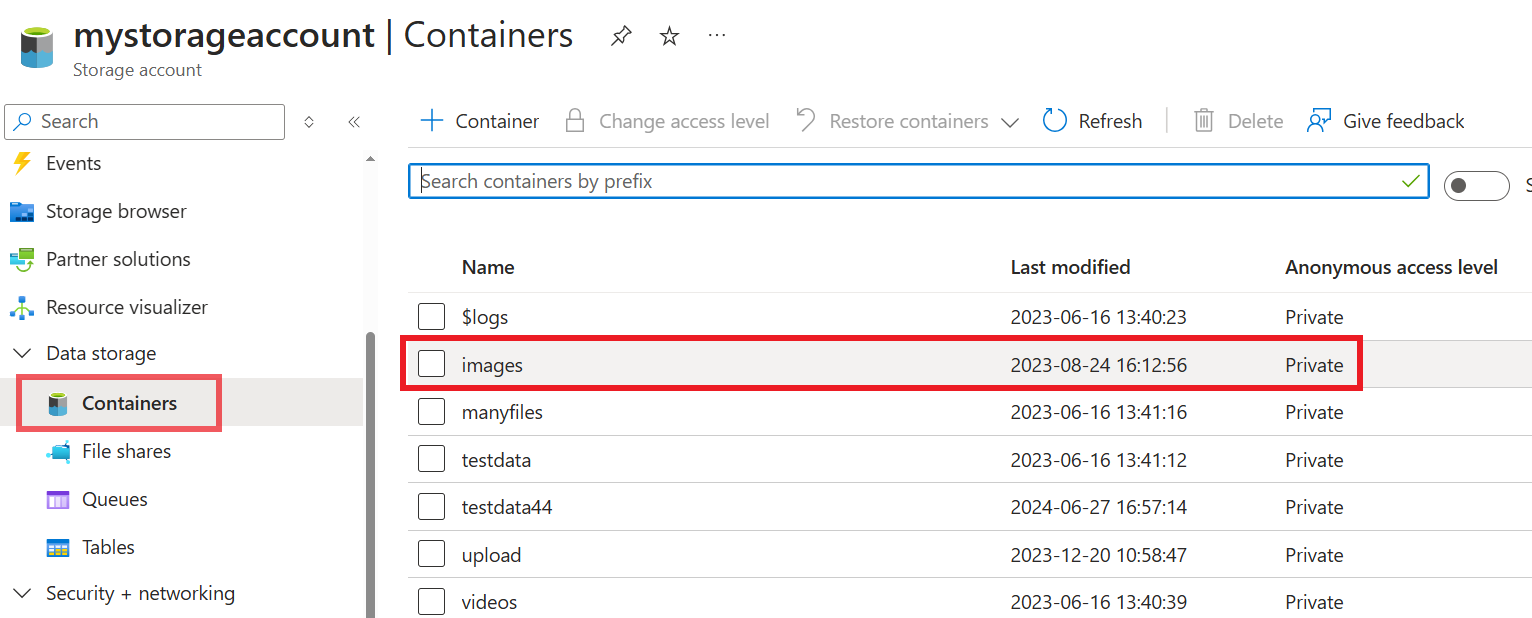 mystorageaccount | Containers
Storage account
Search
Events
Storage browser
Partner solutions
Resource visualizer
Data storage
Containers
File shares
Queues
Tables
Security + networking
Container Change access level Restore containers Refresh Delete Give feedback
Search containers by prefix
Name Last modified Anonymous access level
$logs 2023-06-16 13:40:23 Private
images 2023-08-24 16:12:56 Private
manyfiles 2023-06-16 13:41:16 Private
testdata 2023-06-16 13:41:12 Private
testdata44 2024-06-27 16:57:14 Private
upload 2023-12-20 10:58:47 Private
videos 2023-06-16 13:40:39 Private